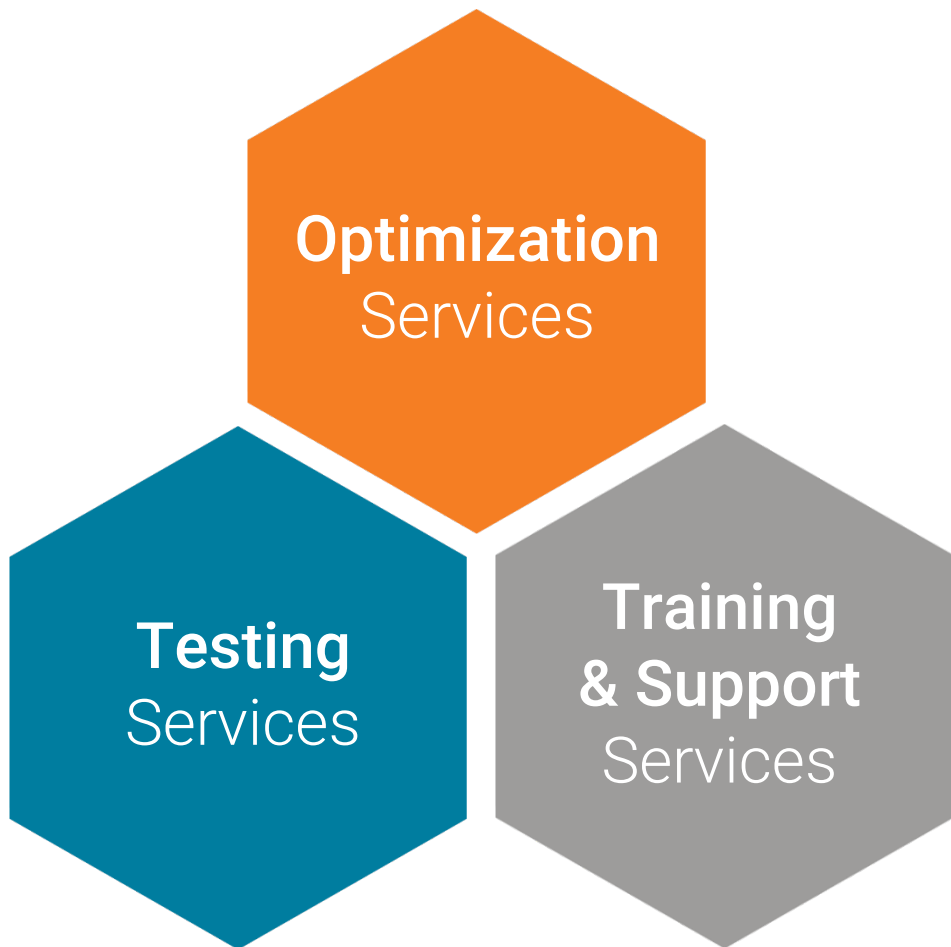 Optimization
Services
Testing
Services
Training
& Support
Services